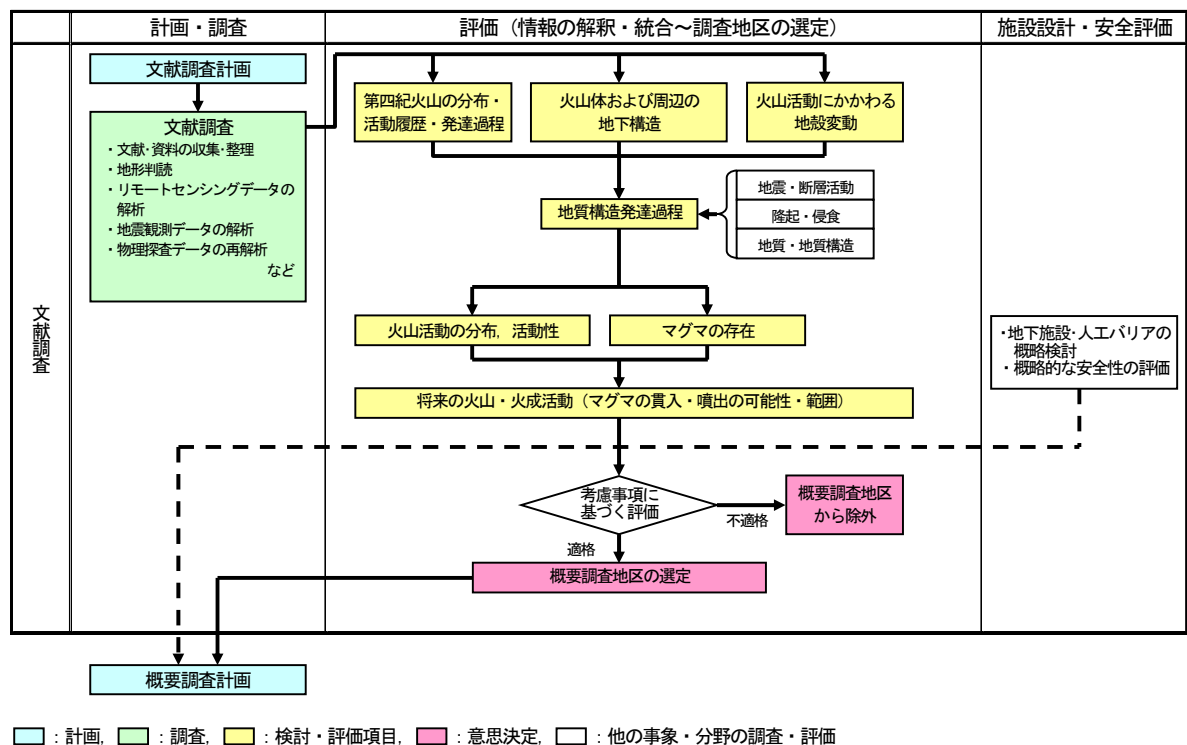 計画・調査
評価（情報の解釈・統合～調査地区の選定）
施設設計・安全評価
文献調査
文献調査計画
文献調査
・文献・資料の収集・整理
・地形判読
・リモートセンシングデータの
解析
・地震観測データの解析
・物理探査データの再解析
など
第四紀火山の分布・
活動履歴・発達過程
火山体および周辺の
地下構造
火山活動にかかわる
地殻変動
地質構造発達過程
地震・断層活動
隆起・侵食
地質・地質構造
火山活動の分布，活動性
マグマの存在
将来の火山・火成活動（マグマの貫入・噴出の可能性・範囲）
・地下施設・人工バリアの
概略検討
・概略的な安全性の評価
考慮事項に
基づく評価
不適格
概要調査地区
から除外
適格
概要調査地区の選定
概要調査計画
：計画，：調査，：検討・評価項目，：意思決定，：他の事象・分野の調査・評価